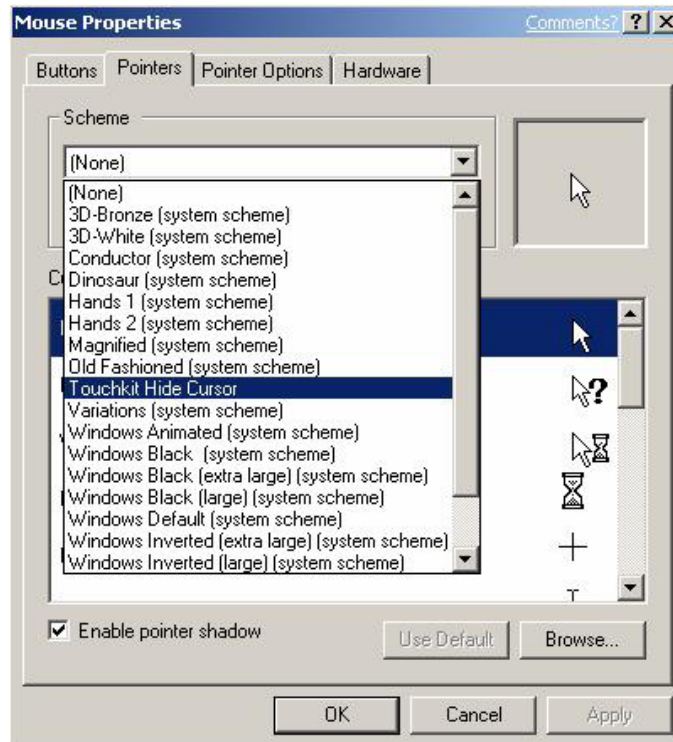 Mouse Properties
Comments?
Buttons
Pointers
Pointer Options
Hardware
Scheme
(None)
(None)
3D-Bronze (system scheme)
3D-White (system scheme)
Conductor (system scheme)
Dinosaur (system scheme)
Hands 1 (system scheme)
Hands 2 (system scheme)
Magnified (system scheme)
Old Fashioned (system scheme)
Touchkit Hide Cursor
Variations (system scheme)
Windows Animated (system scheme)
Windows Black (system scheme)
Windows Black (extra large) (system scheme)
Windows Black (large) (system scheme)
Windows Default (system scheme)
Windows Inverted (extra large) (system scheme)
Windows Inverted (large) (system scheme)
Enable pointer shadow
Use Default
Browse...
OK
Cancel
Apply